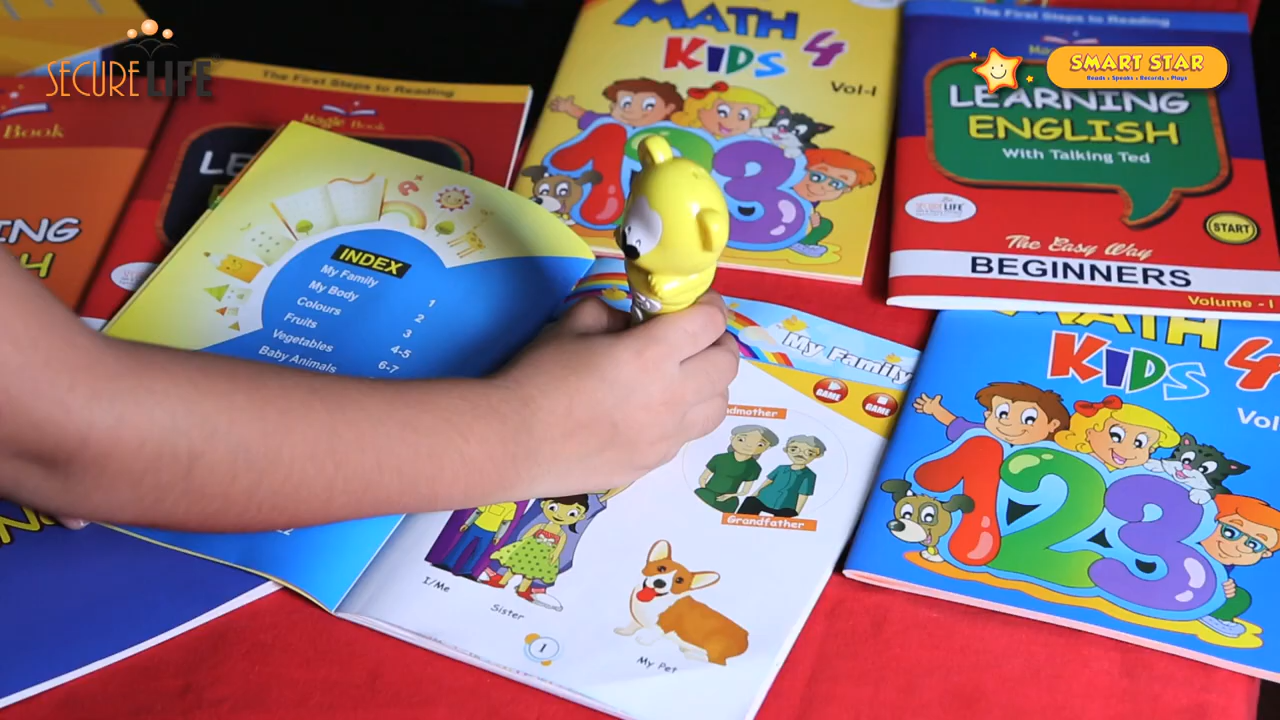 SECURE LIFE
SMART STAR
Reads • Speaks • Records • Plays
Book
The First Steps to Reading
Magic Book
MATH 4
KIDS
Vol-I
123
The First Steps to Reading
LEARNING
ENGLISH
With Talking Ted
SECURE LIFE
START
The Easy Way
BEGINNERS
Volume - I
INDEX
My Family 1
My Body 2
Colours 3
Fruits 4-5
Vegetables 6-7
Baby Animals
My Family
GAME
GAME
Grandfather
I/Me
Sister
My Pet
1
MATH
KIDS 4
Vol
123